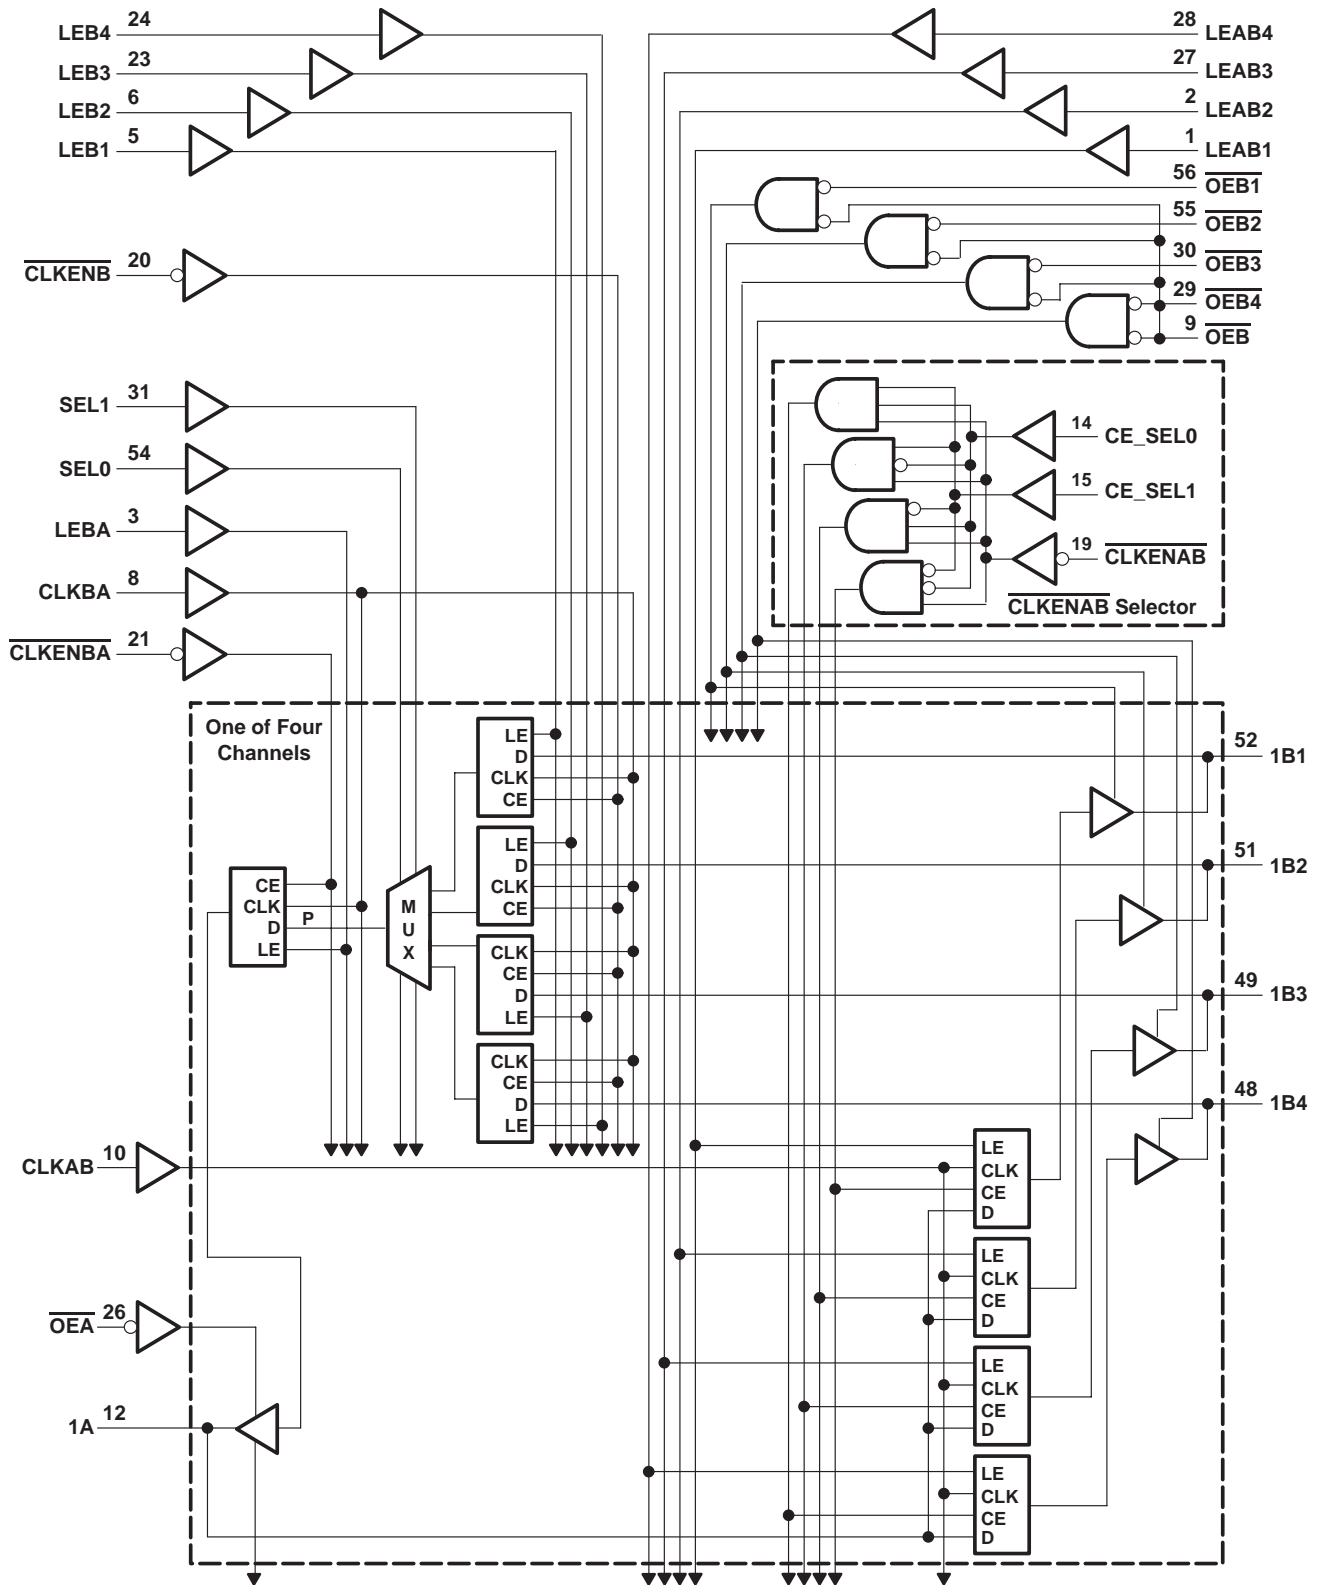 24
LEB4
23
LEB3
6
LEB2
5
LEB1
20
CLKENB
31
SEL1
54
SEL0
3
LEBA
8
CLKBA
21
CLKENBA
28
LEAB4
27
LEAB3
2
LEAB2
1
LEAB1
56
OEB1
55
OEB2
30
OEB3
29
OEB4
9
OEB
14
CE_SEL0
15
CE_SEL1
19
CLKENAB
CLKENAB Selector
One of Four
Channels
LE
D
CLK
CE
LE
D
CLK
CE
CLK
CE
D
LE
CLK
CE
D
LE
CE
CLK
D
LE
P
M
U
X
52
1B1
51
1B2
49
1B3
48
1B4
10
CLKAB
26
OEA
12
1A
LE
CLK
CE
D
LE
CLK
CE
D
LE
CLK
CE
D
LE
CLK
CE
D